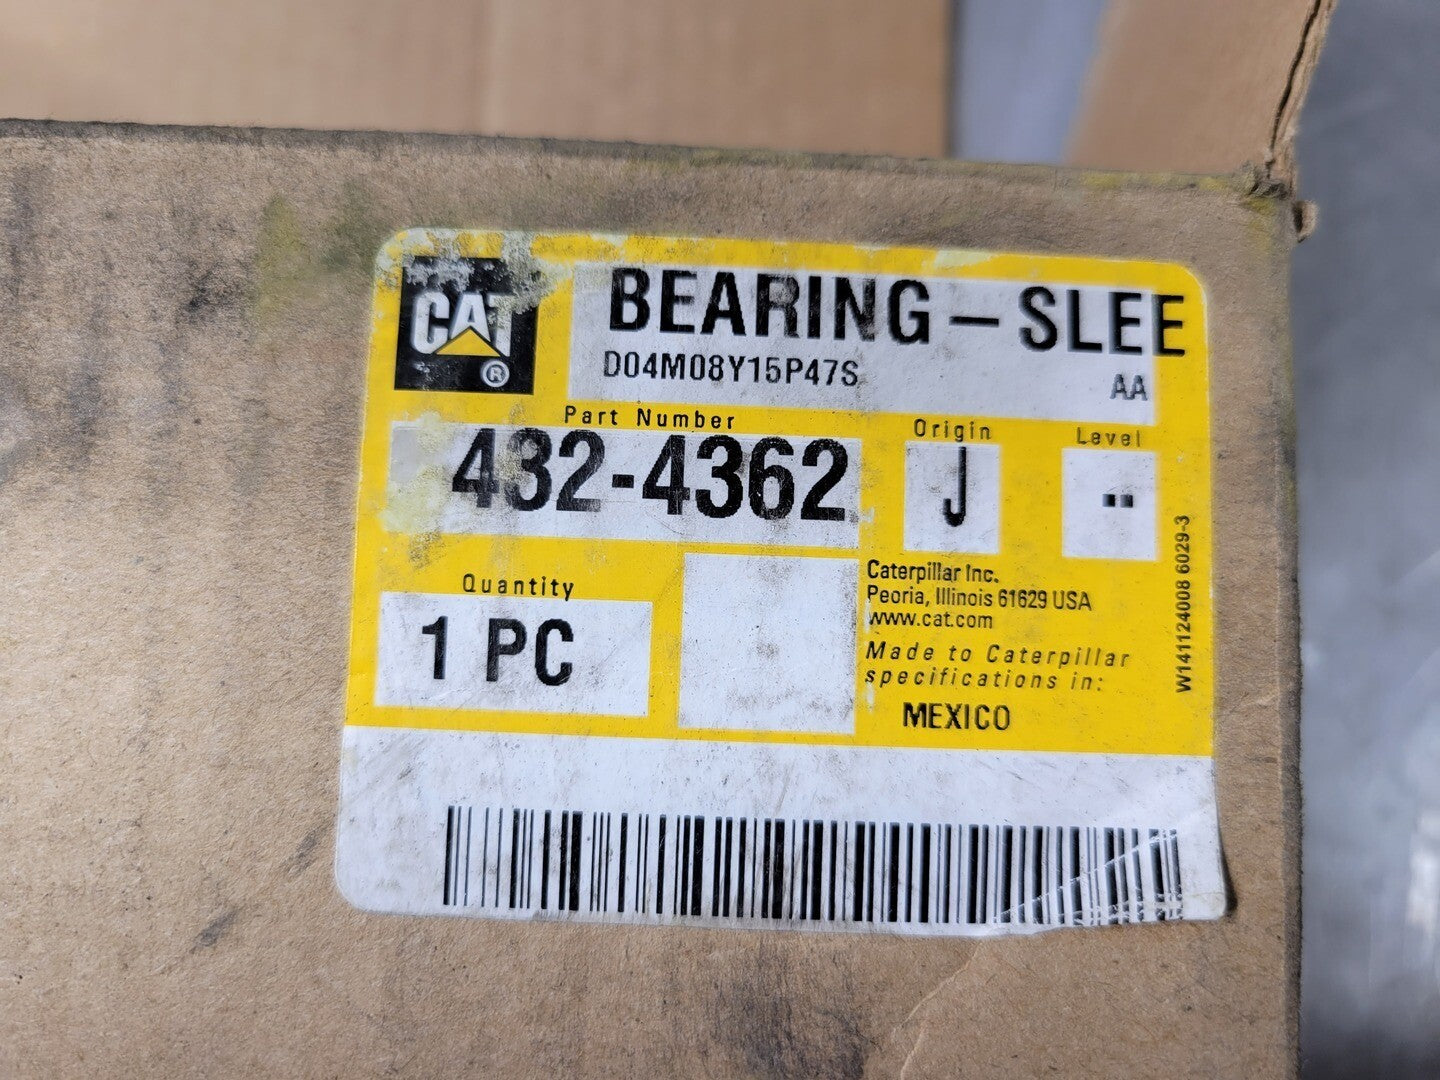 CAT
®
BEARING - SLEE
D04M08Y15P47S
AA
Part Number
432-4362
Origin
J
Level
"
Quantity
1 PC
Caterpillar Inc.
Peoria, Illinois 61629 USA
www.cat.com
Made to Caterpillar
specifications in:
MEXICO
W141124008 6029-3